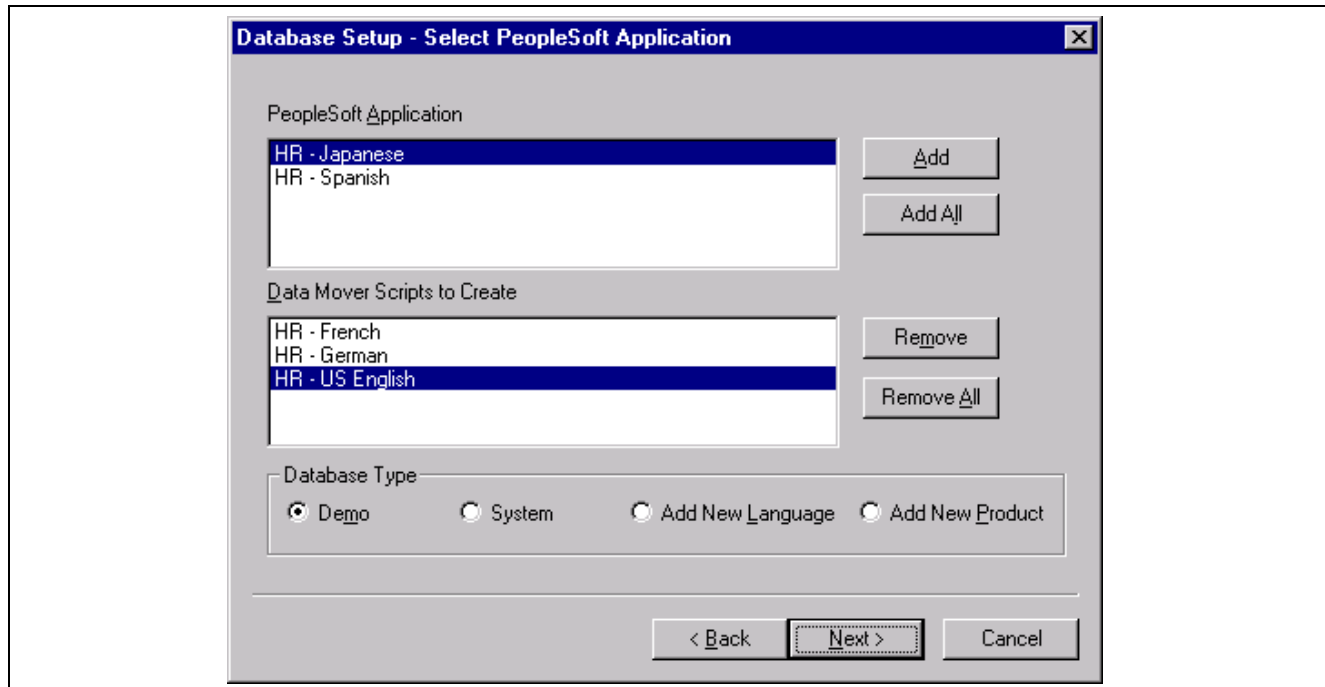 Database Setup - Select PeopleSoft Application
PeopleSoft Application
HR - Japanese
HR - Spanish
Add
Add All
Data Mover Scripts to Create
HR - French
HR - German
HR - US English
Remove
Remove All
Database Type
Demo System Add New Language Add New Product
< Back Next > Cancel